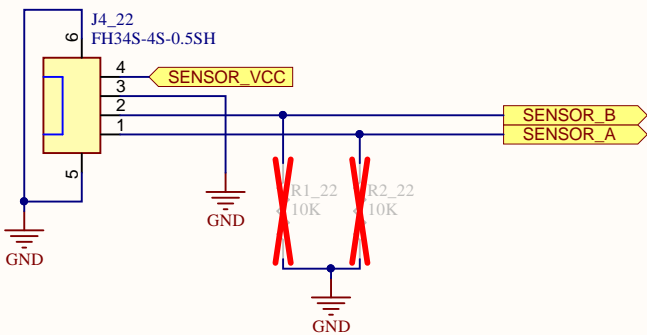 J4_22
FH34S-4S-0.5SH
6
4
SENSOR_VCC
3
2
SENSOR_B
1
SENSOR_A
5
R1_22
R2_22
10K
10K
GND
GND
GND